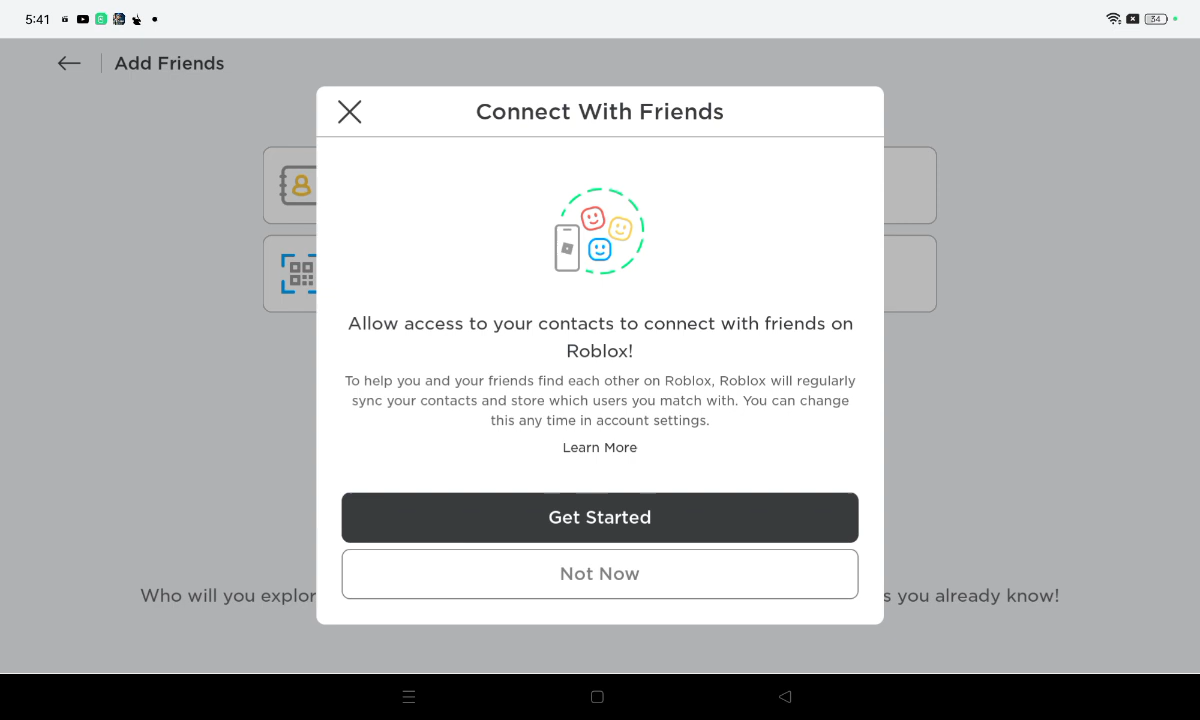 5:41
34
Add Friends
Connect With Friends
Allow access to your contacts to connect with friends on
Roblox!
To help you and your friends find each other on Roblox, Roblox will regularly
sync your contacts and store which users you match with. You can change
this any time in account settings.
Learn More
Get Started
Not Now
Who will you explor
s you already know!